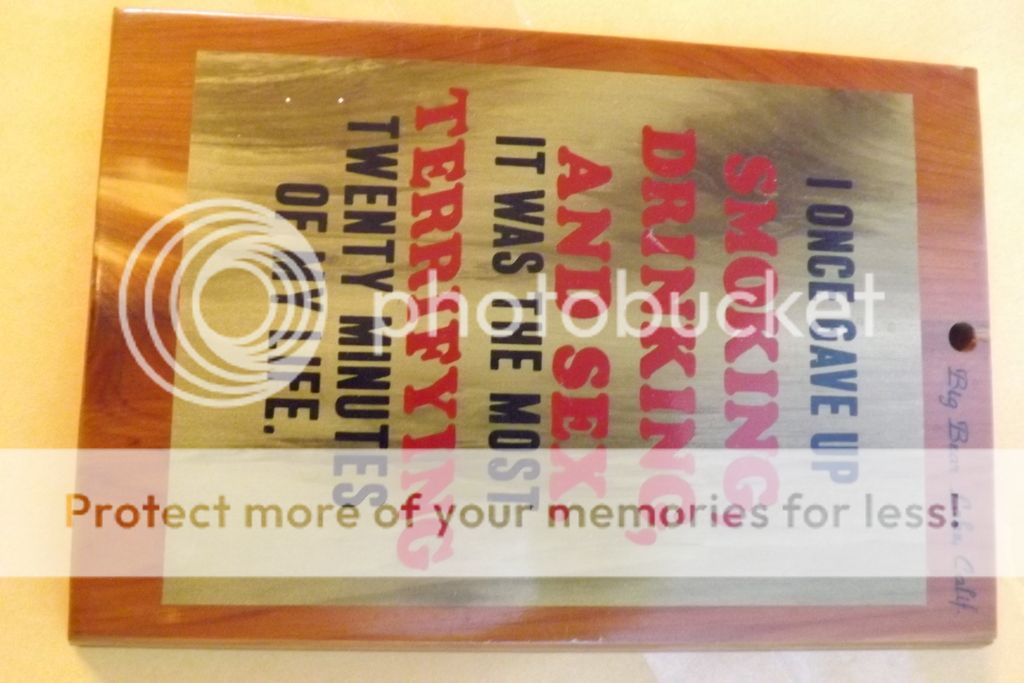 Big Bear Lake, Calif.
I ONCE GAVE UP
SMOKING,
DRINKING,
AND SEX
IT WAS THE MOST
TERRIFYING
TWENTY MINUTES
OF MY LIFE.
photobucket
Protect more of your memories for less!